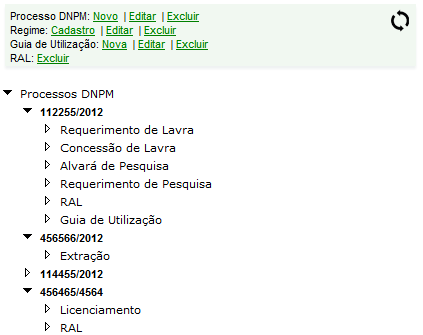 Processo DNPM: Novo | Editar | Excluir
Regime: Cadastro | Editar | Excluir
Guia de Utilização: Nova | Editar | Excluir
RAL: Excluir
Processos DNPM
112255/2012
Requerimento de Lavra
Concessão de Lavra
Alvará de Pesquisa
Requerimento de Pesquisa
RAL
Guia de Utilização
456566/2012
Extração
114455/2012
456465/4564
Licenciamento
RAL